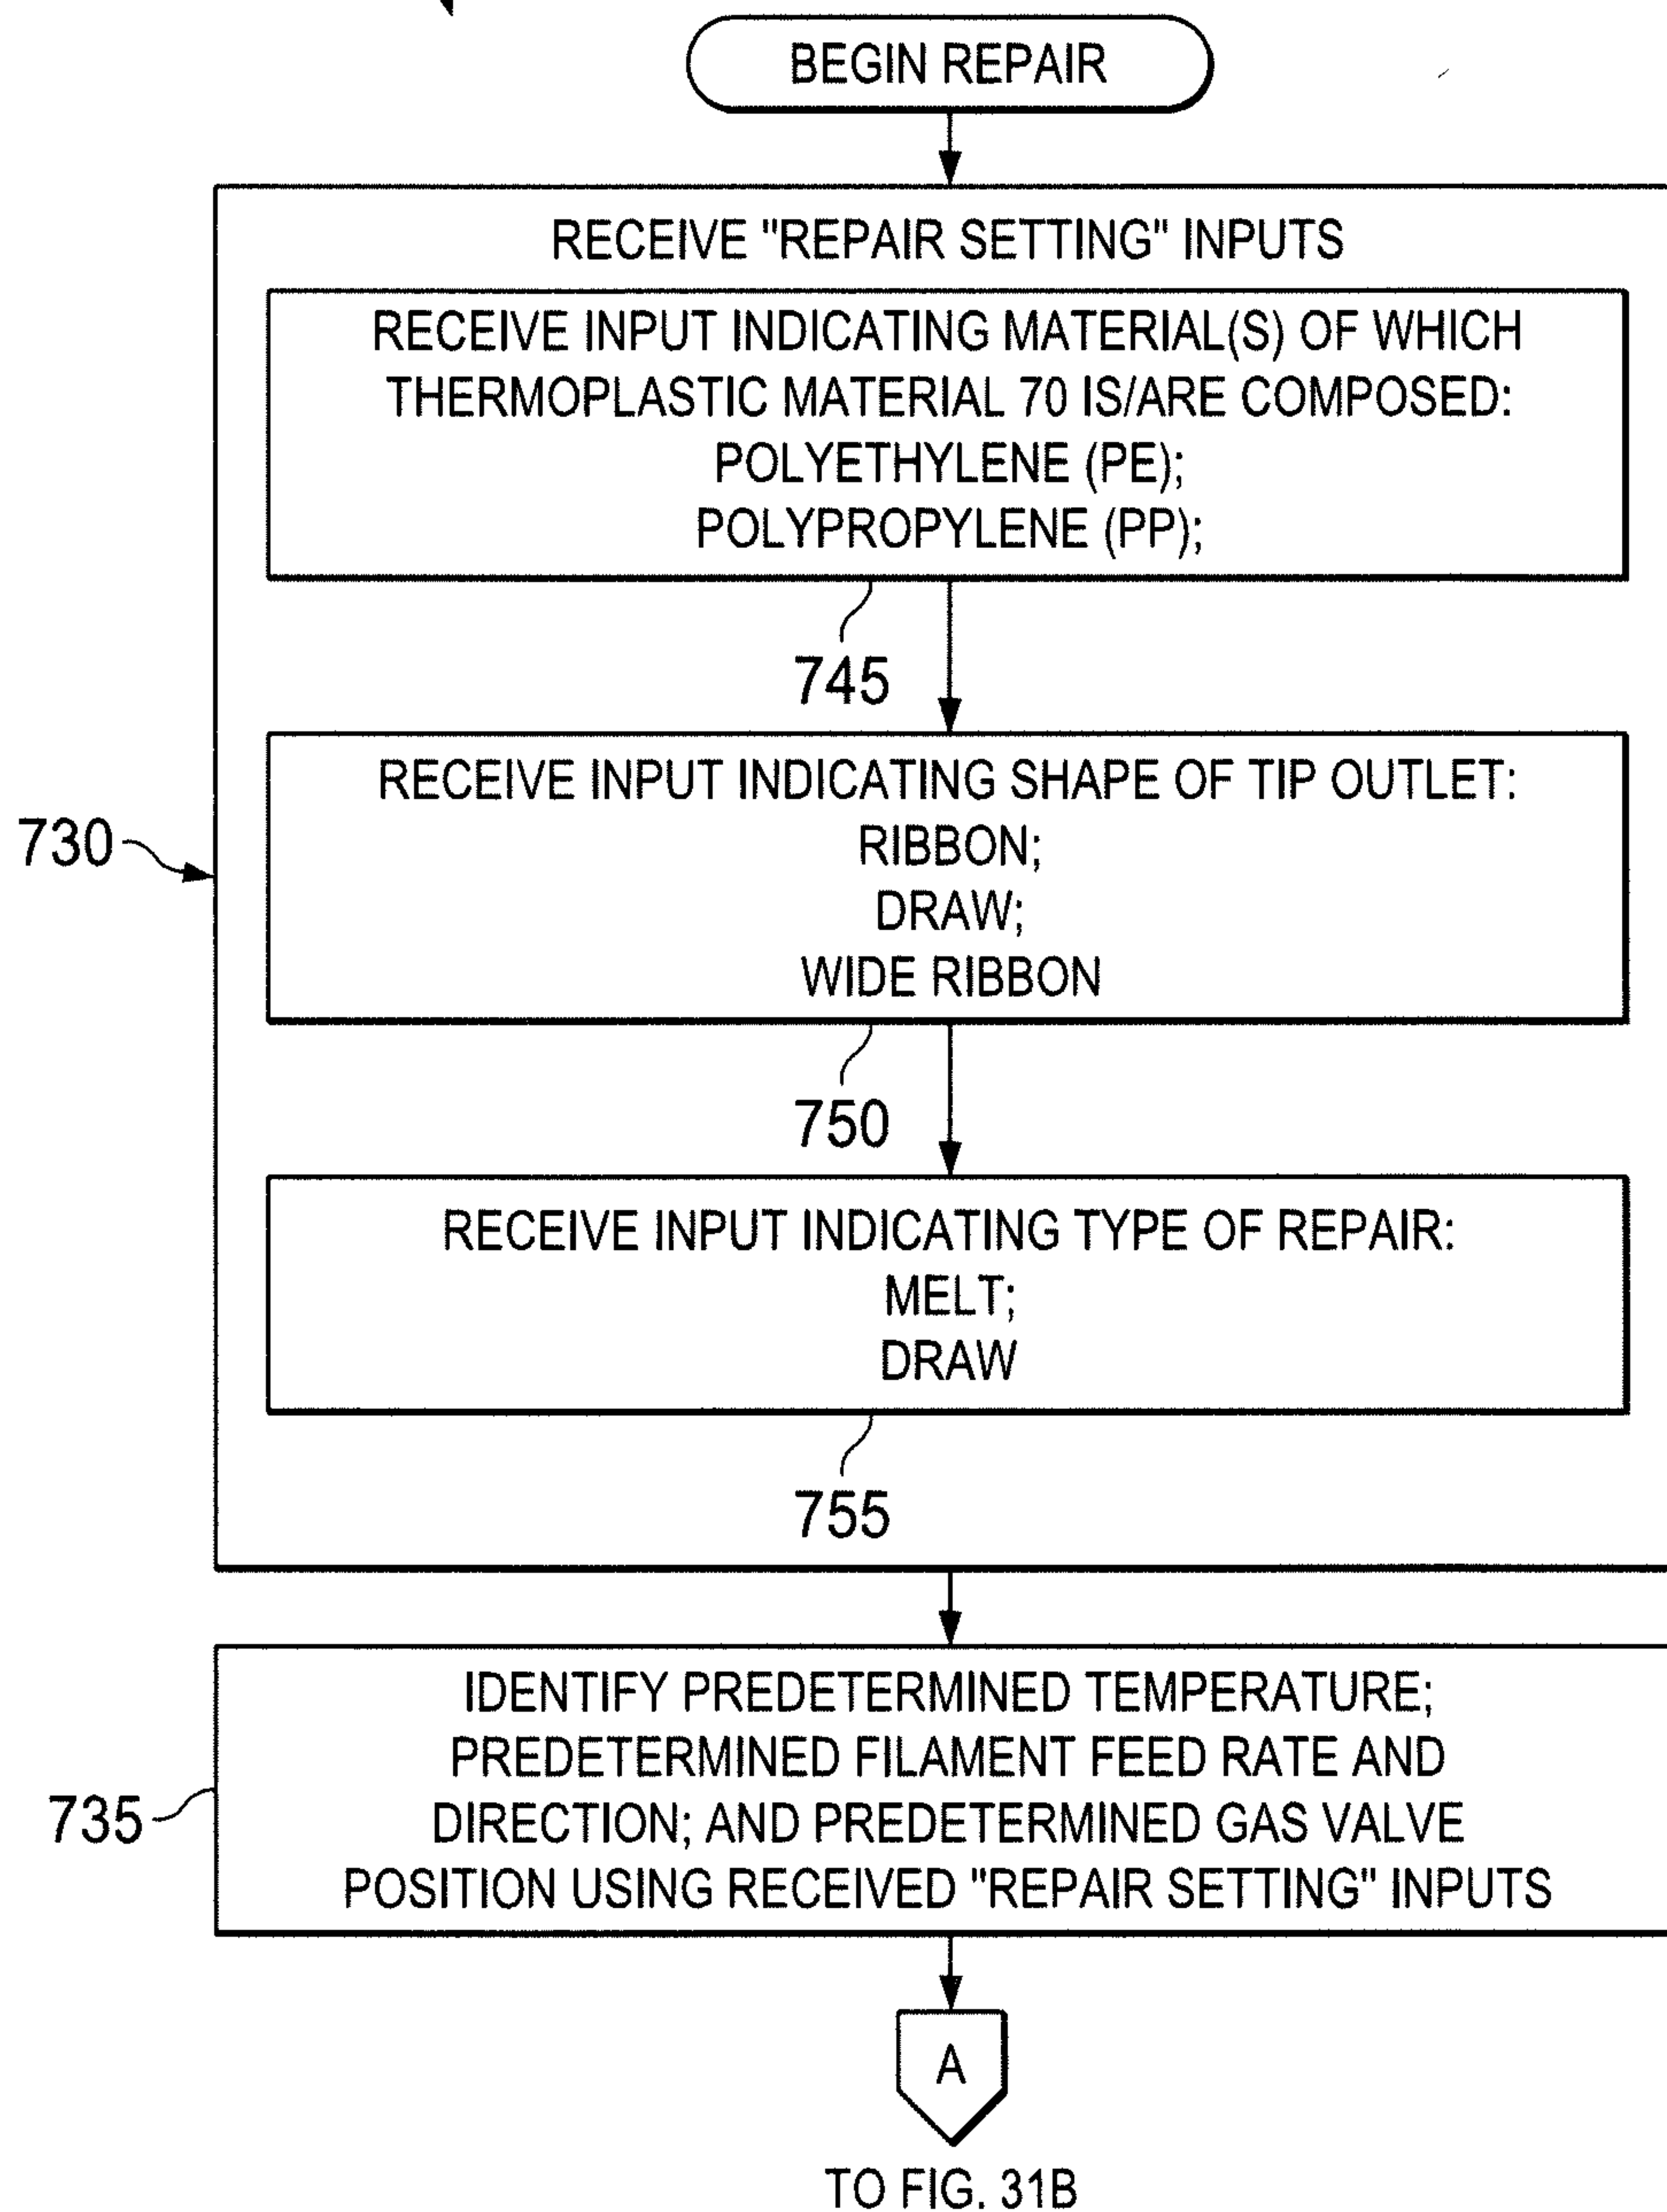 BEGIN REPAIR
RECEIVE "REPAIR SETTING" INPUTS
RECEIVE INPUT INDICATING MATERIAL(S) OF WHICH
THERMOPLASTIC MATERIAL 70 IS/ARE COMPOSED:
POLYETHYLENE (PE);
POLYPROPYLENE (PP);
745
RECEIVE INPUT INDICATING SHAPE OF TIP OUTLET:
RIBBON;
DRAW;
WIDE RIBBON
730
750
RECEIVE INPUT INDICATING TYPE OF REPAIR:
MELT;
DRAW
755
IDENTIFY PREDETERMINED TEMPERATURE;
PREDETERMINED FILAMENT FEED RATE AND
DIRECTION; AND PREDETERMINED GAS VALVE
POSITION USING RECEIVED "REPAIR SETTING" INPUTS
735
A
TO FIG. 31B